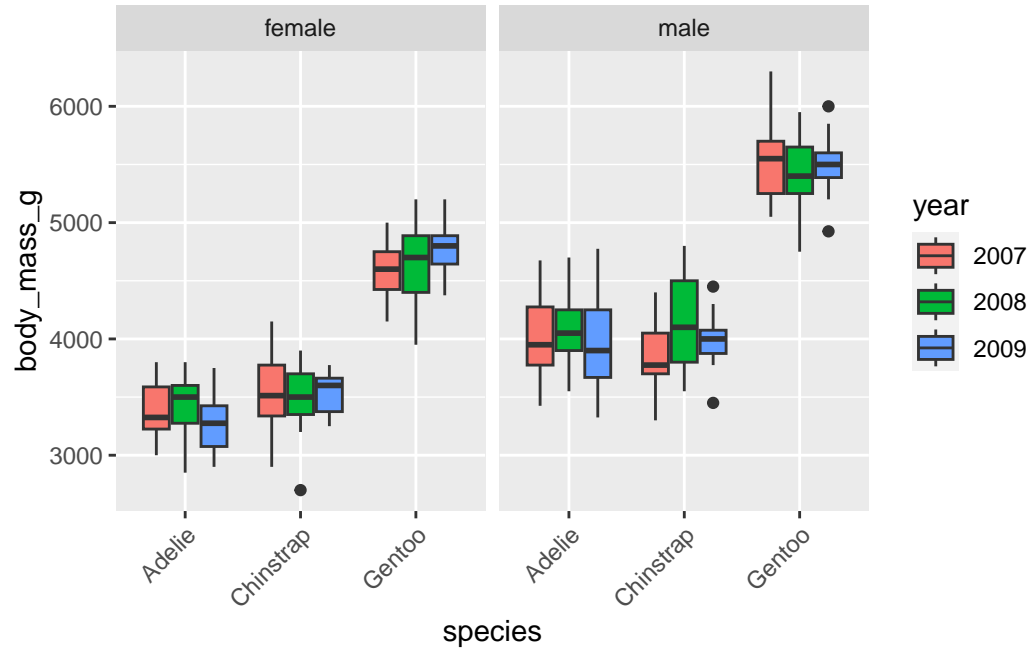 female
male
body_mass_g
6000
5000
4000
3000
Adelie
Chinstrap
Gentoo
Adelie
Chinstrap
Gentoo
species
year
2007
2008
2009